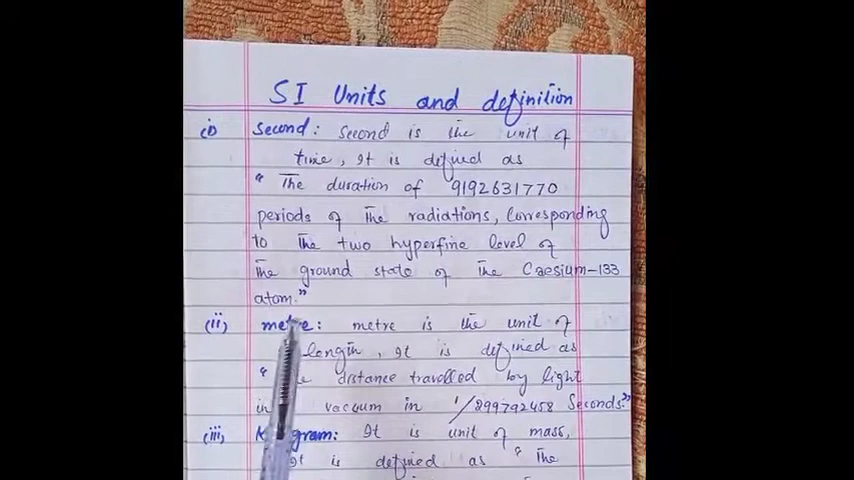 SI Units and definition
(i) Second: Second is the unit of
time, It is defined as
" The duration of 9192631770
periods of the radiations, Corresponding
to the two hyperfine level of
the ground state of the Caesium-133
atom."
(ii) metre: metre is the unit of
length, It is defined as
" distance travelled by light
in vacuum in 1/299792458 Seconds."
(iii) It is unit of mass,
It is defined as " The